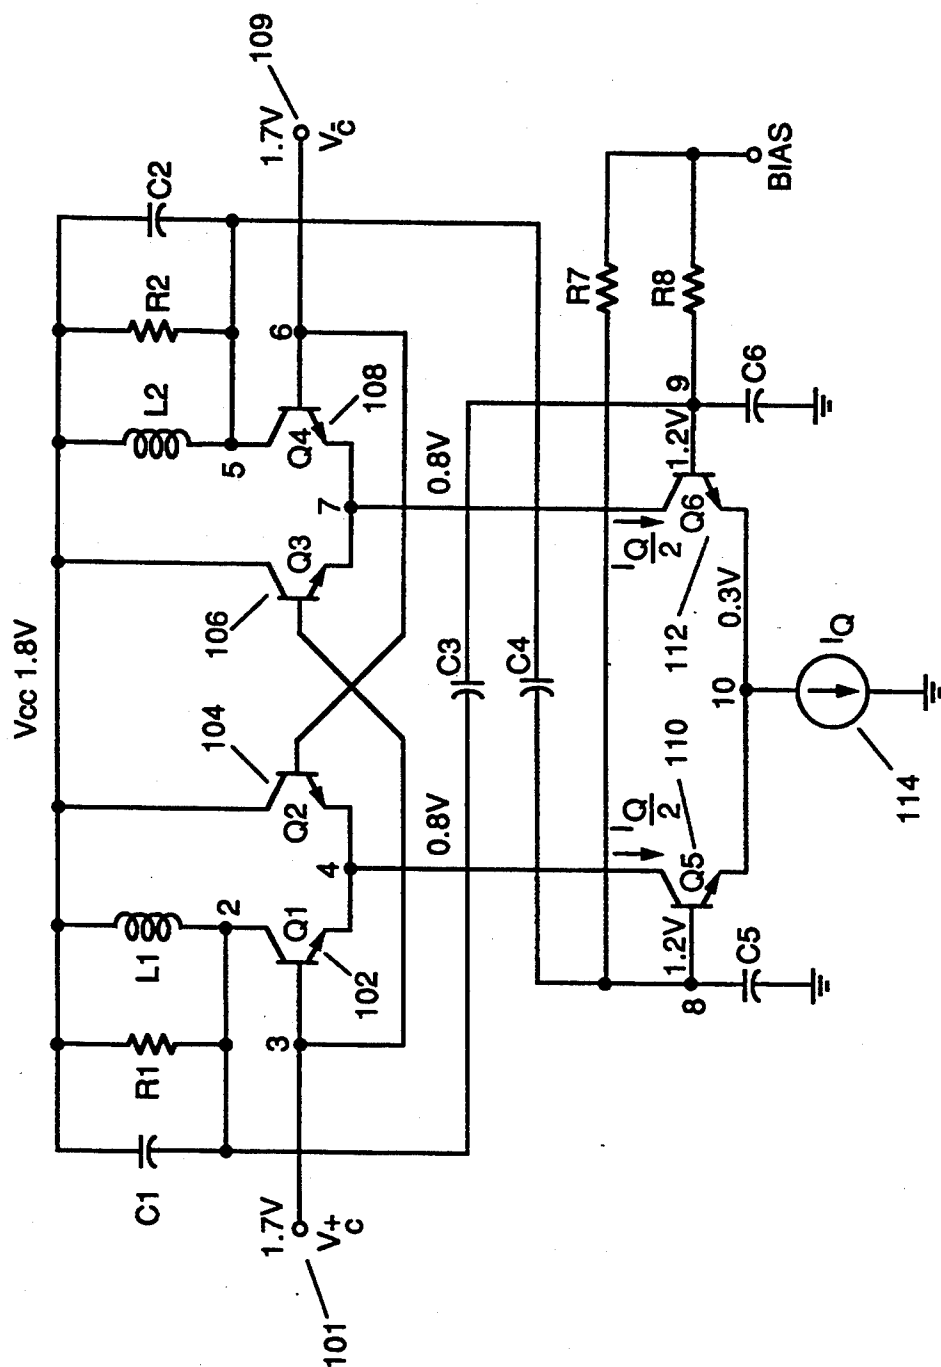 Vcc 1.8V
C1
R1
L1
L2
R2
C2
2
5
104
106
Q1
Q2
Q3
Q4
102
108
3
6
1.7V
V+c
101
1.7V
Vc̄
109
4
7
0.8V
0.8V
C3
C4
R7
R8
BIAS
IQ/2
IQ/2
110
112
Q5
Q6
1.2V
1.2V
8
9
C5
C6
10
0.3V
IQ
114